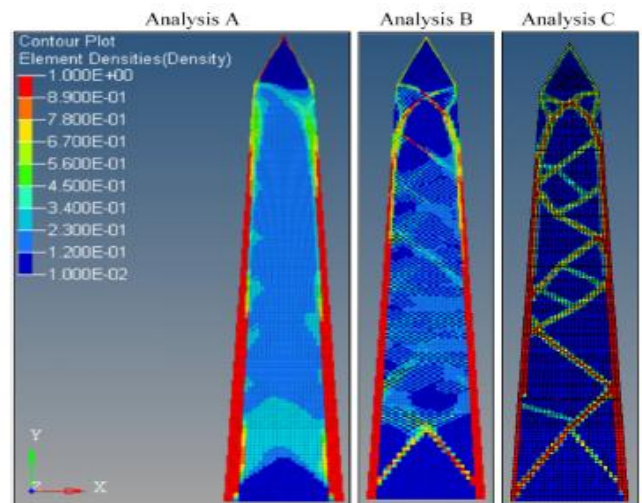 Analysis A Analysis B Analysis C
Contour Plot
Element Densities(Density)
1.000E+00
8.900E-01
7.800E-01
6.700E-01
5.600E-01
4.500E-01
3.400E-01
2.300E-01
1.200E-01
1.000E-02
Y
Z X